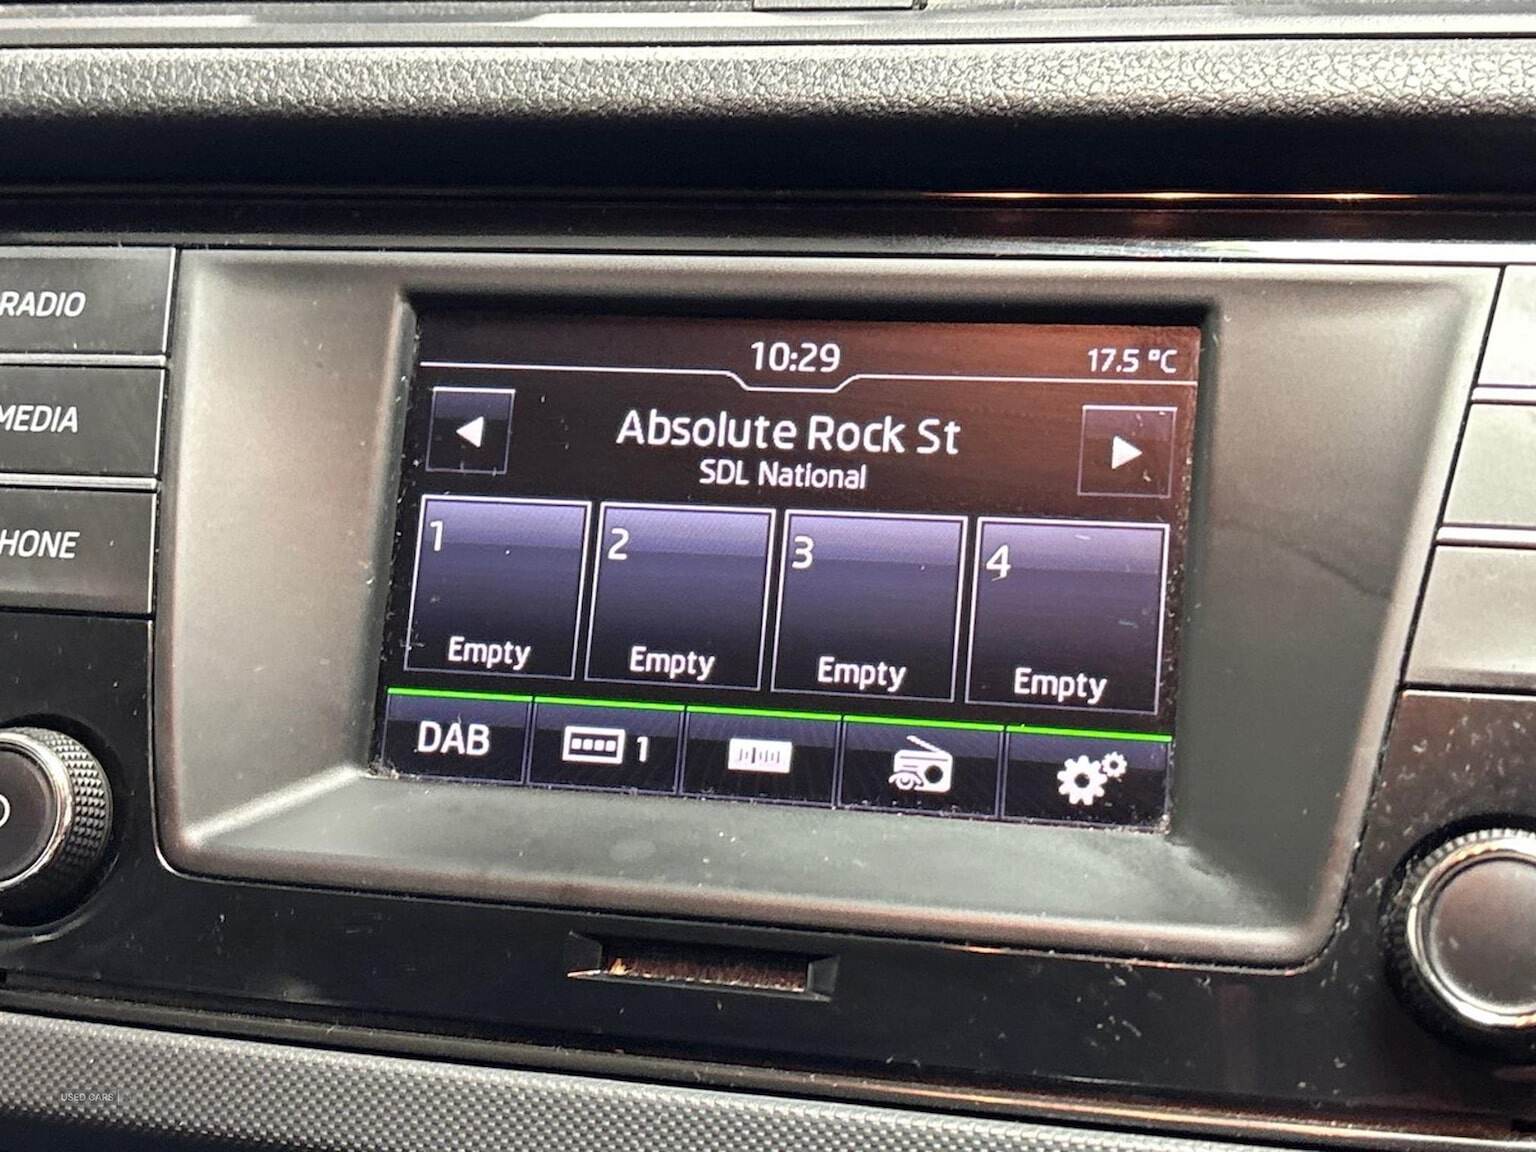 RADIO
MEDIA
HONE
10:29
17.5 °C
Absolute Rock St
SDL National
1
Empty
2
Empty
3
Empty
4
Empty
DAB
1
USED CARS